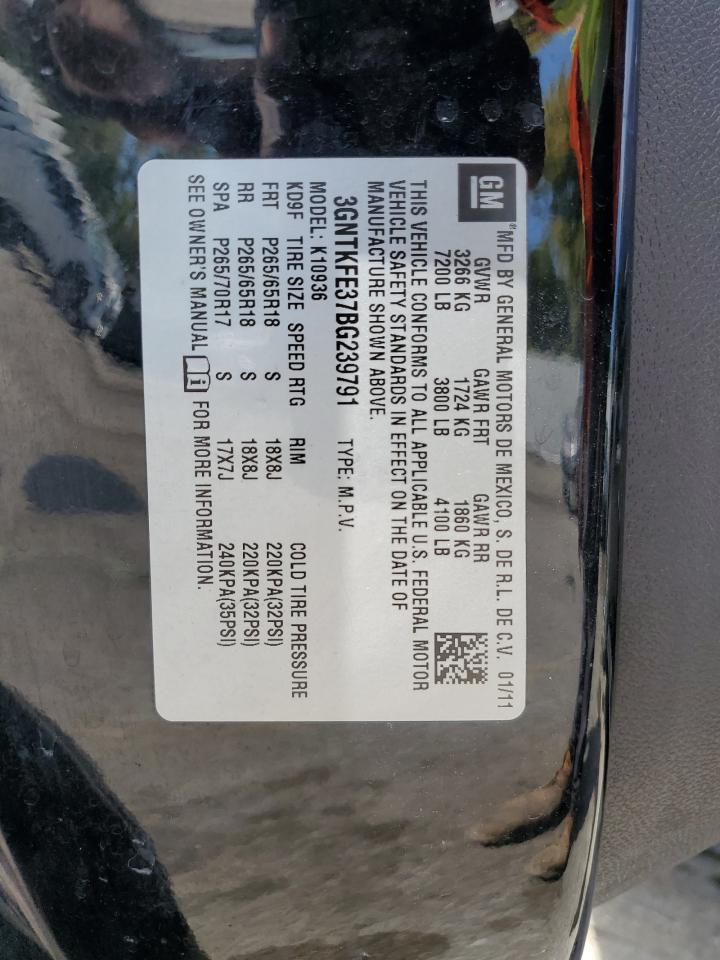 GM ® MFD BY GENERAL MOTORS DE MEXICO, S. DE R.L. DE C.V. 01/11
GVWR GAWR FRT GAWR RR
3266 KG 1724 KG 1860 KG
7200 LB 3800 LB 4100 LB
THIS VEHICLE CONFORMS TO ALL APPLICABLE U.S. FEDERAL MOTOR
VEHICLE SAFETY STANDARDS IN EFFECT ON THE DATE OF
MANUFACTURE SHOWN ABOVE.
3GNTKFE37BG239791 TYPE: M.P.V.
MODEL: K10936
KD9F TIRE SIZE SPEED RTG RIM COLD TIRE PRESSURE
FRT P265/65R18 S 18X8J 220KPA(32PSI)
RR P265/65R18 S 18X8J 220KPA(32PSI)
SPA P265/70R17 S 17X7J 240KPA(35PSI)
SEE OWNER'S MANUAL i FOR MORE INFORMATION.